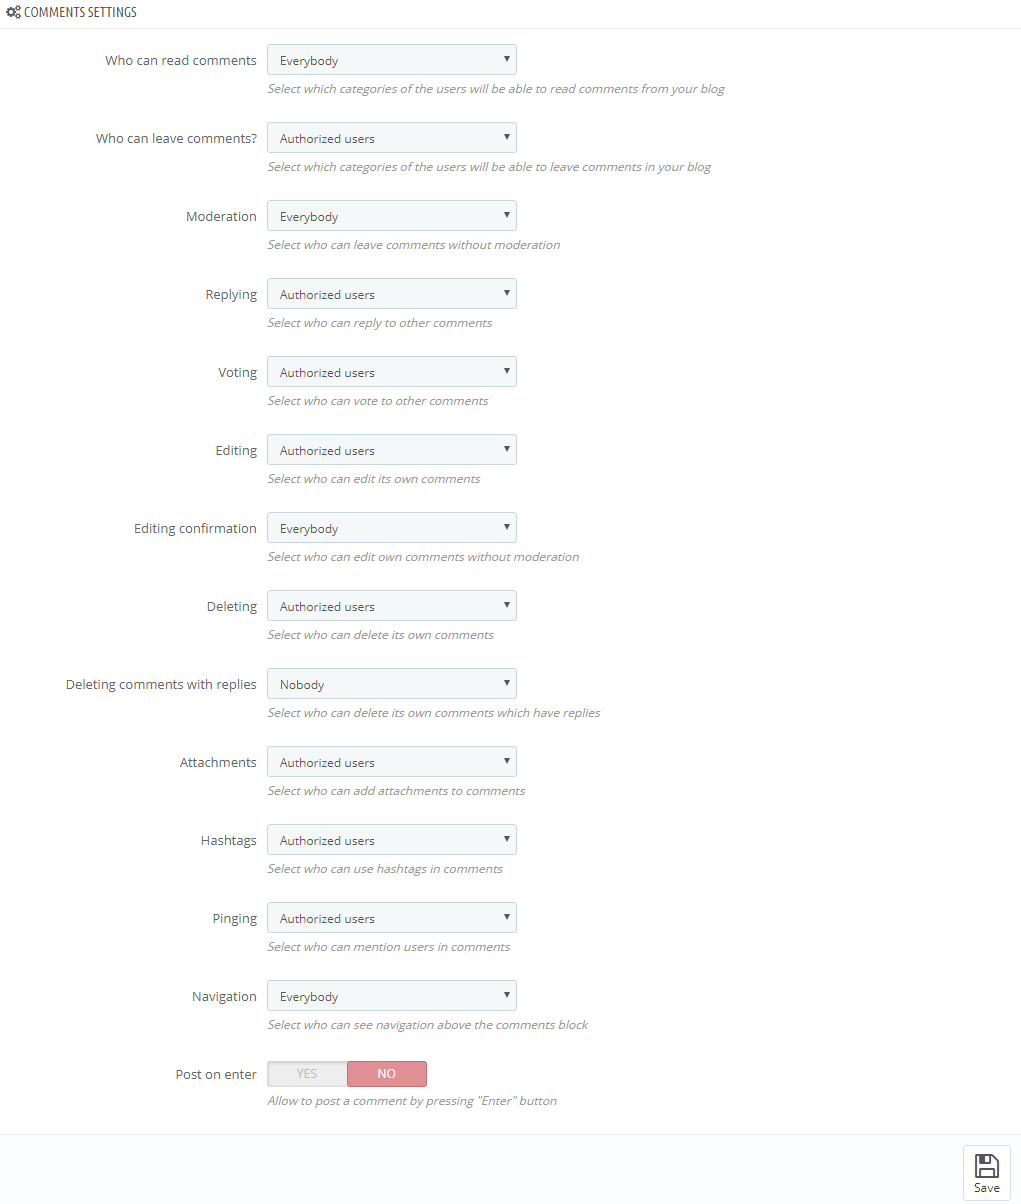 COMMENTS SETTINGS
Who can read comments Everybody
Select which categories of the users will be able to read comments from your blog
Who can leave comments? Authorized users
Select which categories of the users will be able to leave comments in your blog
Moderation Everybody
Select who can leave comments without moderation
Replying Authorized users
Select who can reply to other comments
Voting Authorized users
Select who can vote to other comments
Editing Authorized users
Select who can edit its own comments
Editing confirmation Everybody
Select who can edit own comments without moderation
Deleting Authorized users
Select who can delete its own comments
Deleting comments with replies Nobody
Select who can delete its own comments which have replies
Attachments Authorized users
Select who can add attachments to comments
Hashtags Authorized users
Select who can use hashtags in comments
Pinging Authorized users
Select who can mention users in comments
Navigation Everybody
Select who can see navigation above the comments block
Post on enter YES NO
Allow to post a comment by pressing "Enter" button
Save